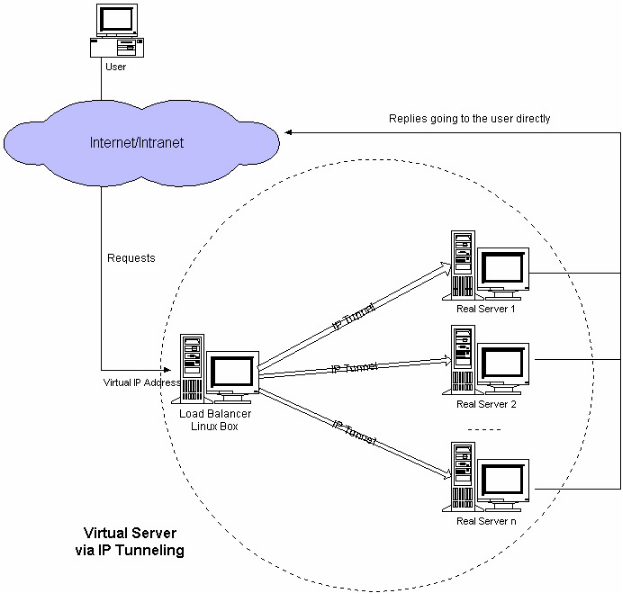 User
Internet/Intranet
Replies going to the user directly
Requests
IP Tunnel
Real Server 1
IP Tunnel
Virtual IP Address
Real Server 2
Load Balancer
Linux Box
IP Tunnel
Real Server n
Virtual Server
via IP Tunneling